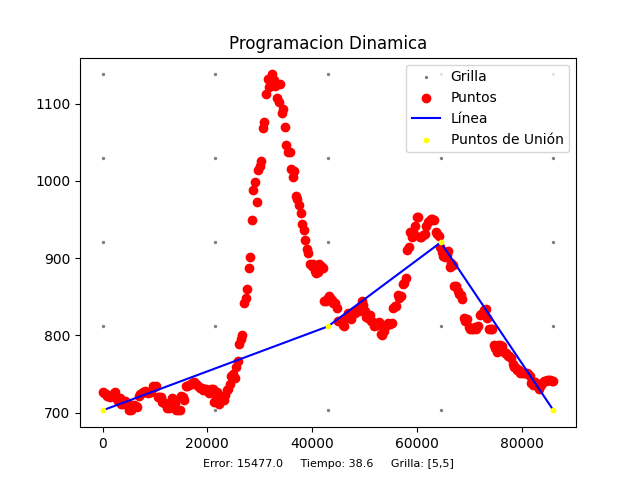 Programacion Dinamica
Grilla
Puntos
Línea
Puntos de Unión
1100
1000
900
800
700
0 20000 40000 60000 80000
Error: 15477.0 Tiempo: 38.6 Grilla: [5,5]